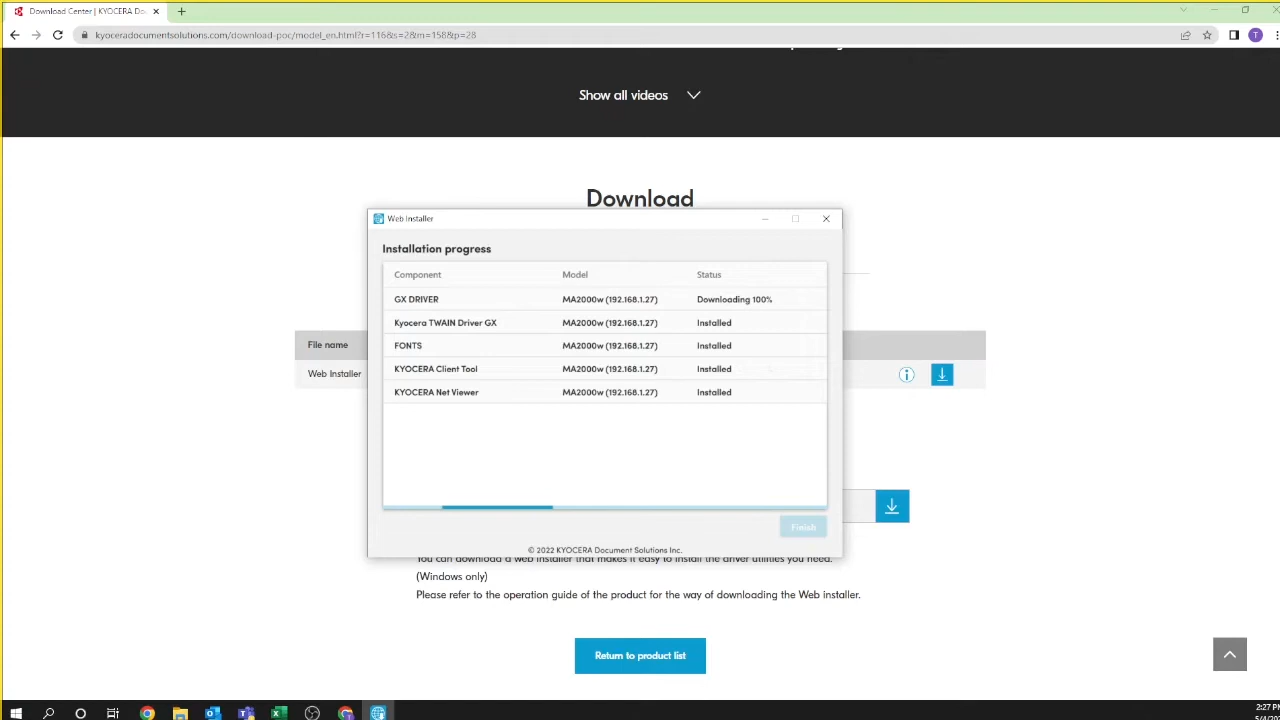 Download Center | KYOCERA Do
kyoceradocumentsolutions.com/download-poc/model_en.html?r=116&s=2&m=158&p=28
T
Show all videos
Download
Web Installer
Installation progress
Component Model Status
GX DRIVER MA2000w (192.168.1.27) Downloading 100%
Kyocera TWAIN Driver GX MA2000w (192.168.1.27) Installed
FONTS MA2000w (192.168.1.27) Installed
KYOCERA Client Tool MA2000w (192.168.1.27) Installed
KYOCERA Net Viewer MA2000w (192.168.1.27) Installed
Finish
© 2022 KYOCERA Document Solutions Inc.
File name
Web Installer
You can download a web installer that makes it easy to install the driver utilities you need.
(Windows only)
Please refer to the operation guide of the product for the way of downloading the Web installer.
Return to product list
2:27 P
5/4/20